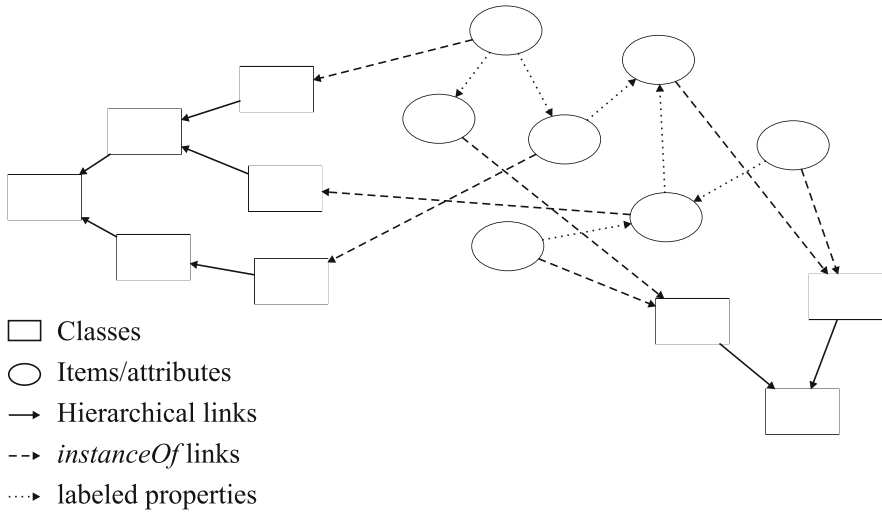 Classes
Items/attributes
Hierarchical links
instanceOf links
labeled properties